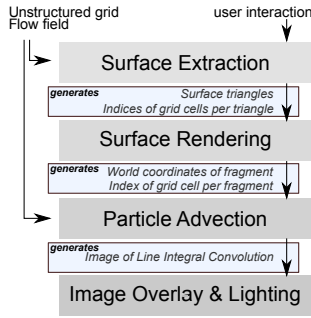 Unstructured grid
Flow field
user interaction
Surface Extraction
generates
Surface triangles
Indices of grid cells per triangle
Surface Rendering
generates
World coordinates of fragment
Index of grid cell per fragment
Particle Advection
generates
Image of Line Integral Convolution
Image Overlay & Lighting